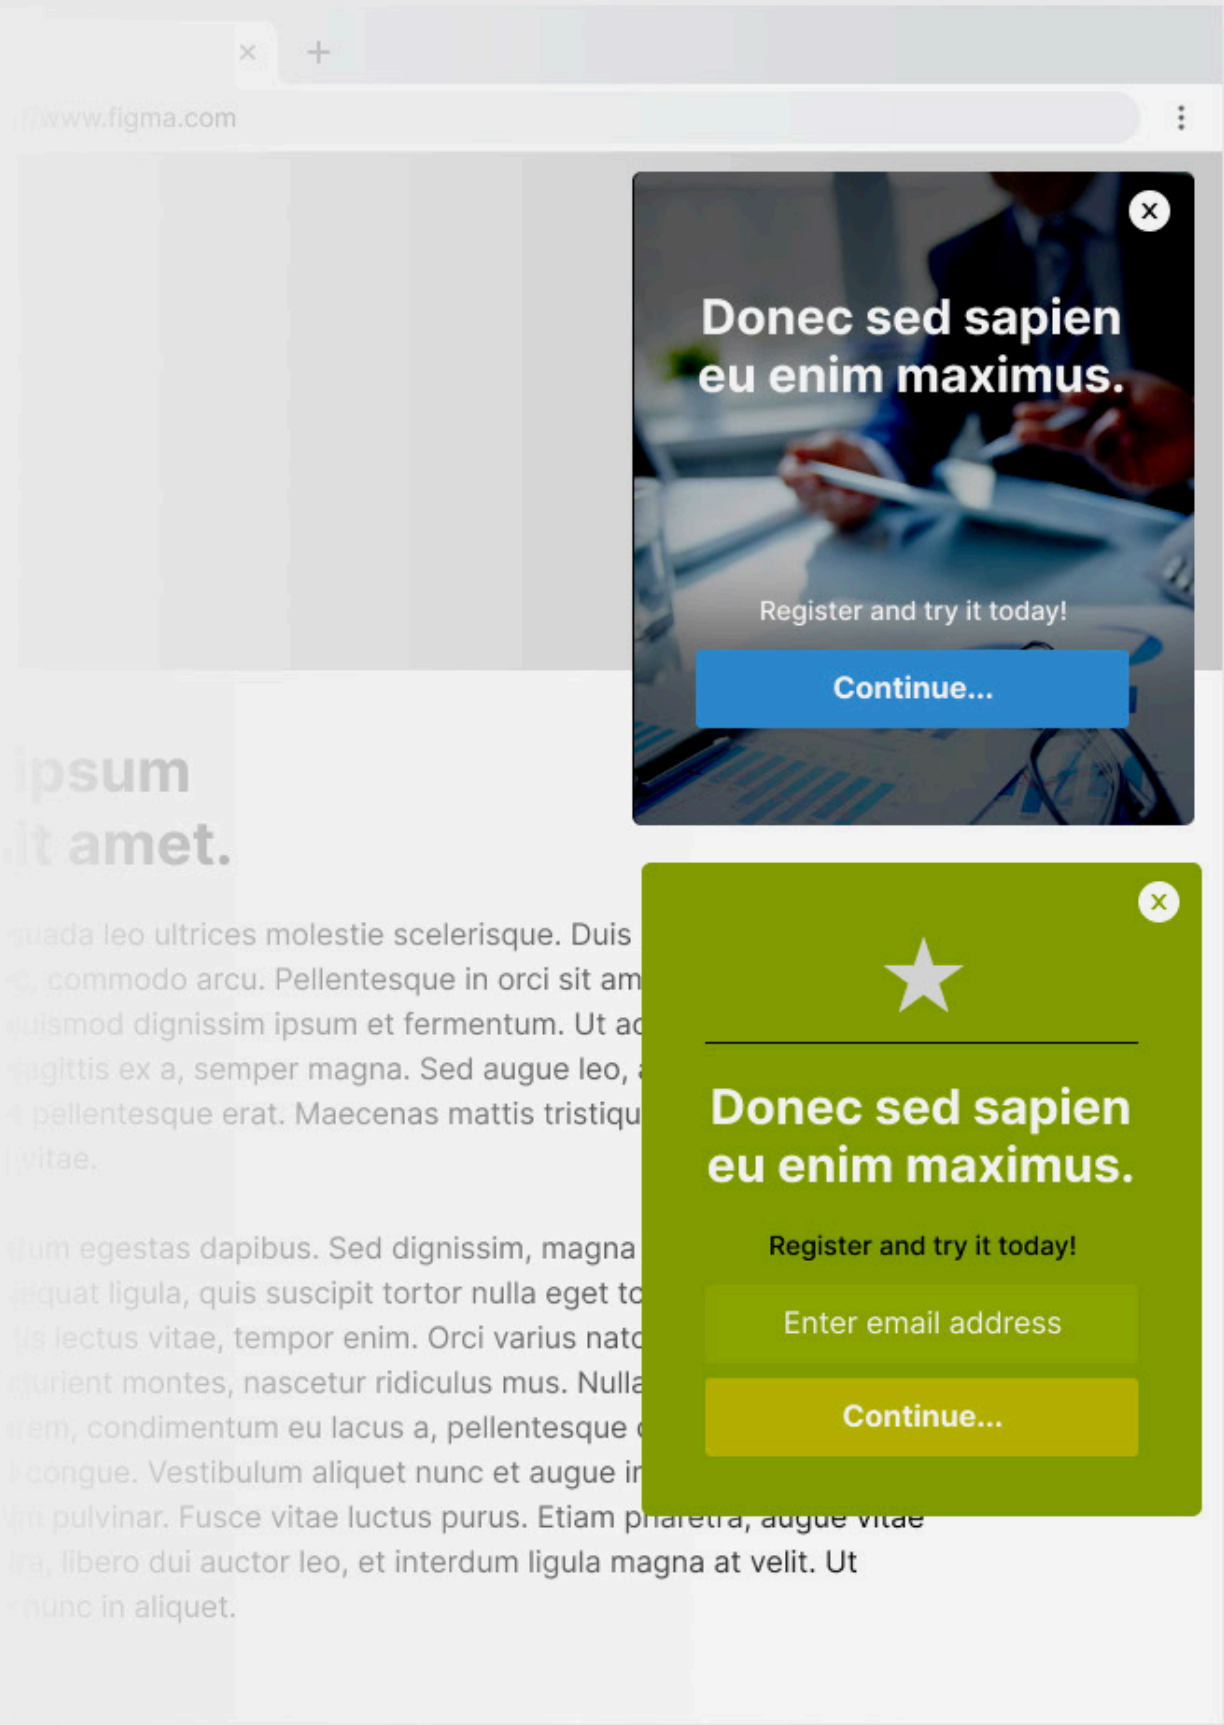 www.figma.com
Donec sed sapien
eu enim maximus.
Register and try it today!
Continue...
ipsum
it amet.
leo ultrices molestie scelerisque. Duis
commodo arcu. Pellentesque in orci sit am
dignissim ipsum et fermentum. Ut ac
sagittis ex a, semper magna. Sed augue leo,
pellentesque erat. Maecenas mattis tristiqu
vitae.
egestas dapibus. Sed dignissim, magna
ligula, quis suscipit tortor nulla eget to
lectus vitae, tempor enim. Orci varius nato
montes, nascetur ridiculus mus. Nulla
condimentum eu lacus a, pellentesque
congue. Vestibulum aliquet nunc et augue in
pulvinar. Fusce vitae luctus purus. Etiam pharetra, augue vitae
libero dui auctor leo, et interdum ligula magna at velit. Ut
nunc in aliquet.
Donec sed sapien
eu enim maximus.
Register and try it today!
Enter email address
Continue...